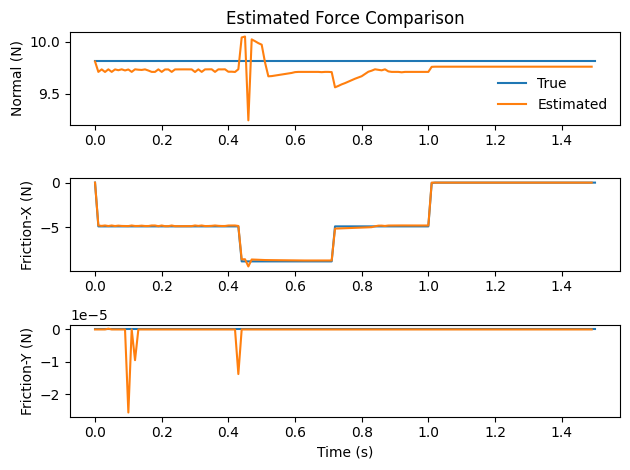 Estimated Force Comparison
Normal (N)
10.0
9.5
True
Estimated
0.0 0.2 0.4 0.6 0.8 1.0 1.2 1.4
Friction-X (N)
0
−5
0.0 0.2 0.4 0.6 0.8 1.0 1.2 1.4
1e−5
Friction-Y (N)
0
−1
−2
0.0 0.2 0.4 0.6 0.8 1.0 1.2 1.4
Time (s)